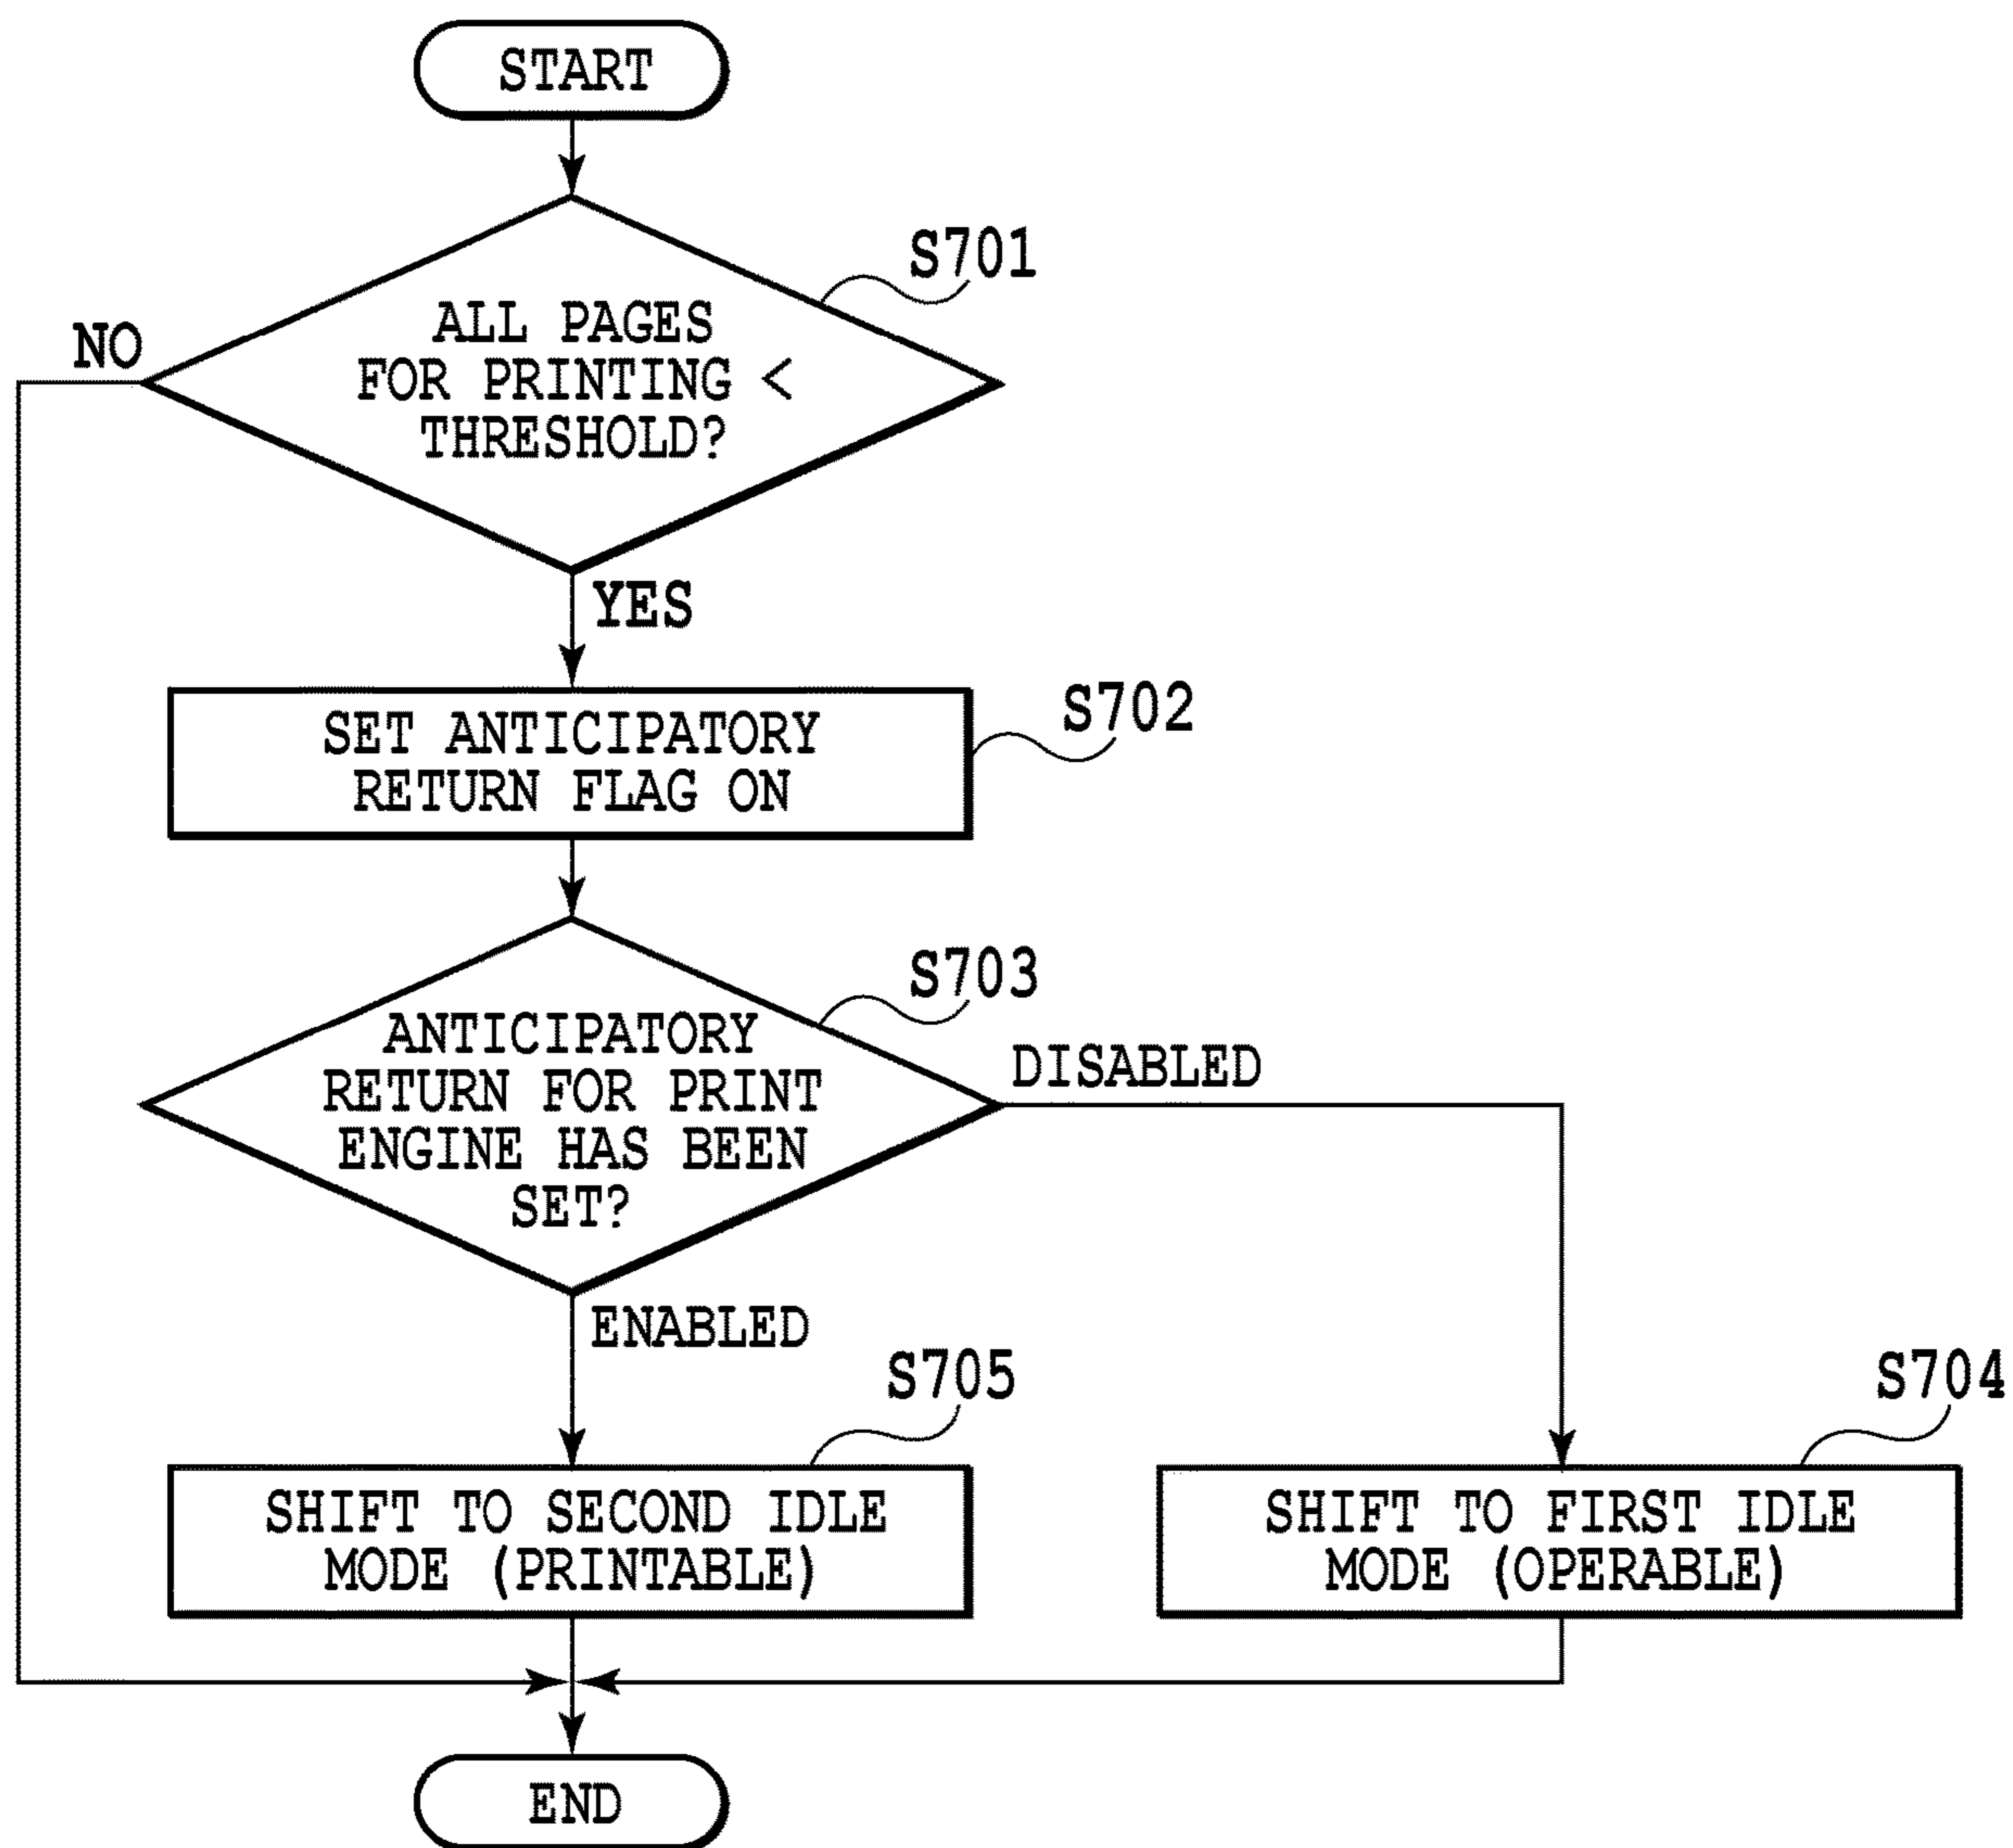 START
S701
NO
ALL PAGES
FOR PRINTING <
THRESHOLD?
YES
S702
SET ANTICIPATORY
RETURN FLAG ON
S703
ANTICIPATORY
RETURN FOR PRINT
ENGINE HAS BEEN
SET?
DISABLED
ENABLED
S705
S704
SHIFT TO SECOND IDLE
MODE (PRINTABLE)
SHIFT TO FIRST IDLE
MODE (OPERABLE)
END